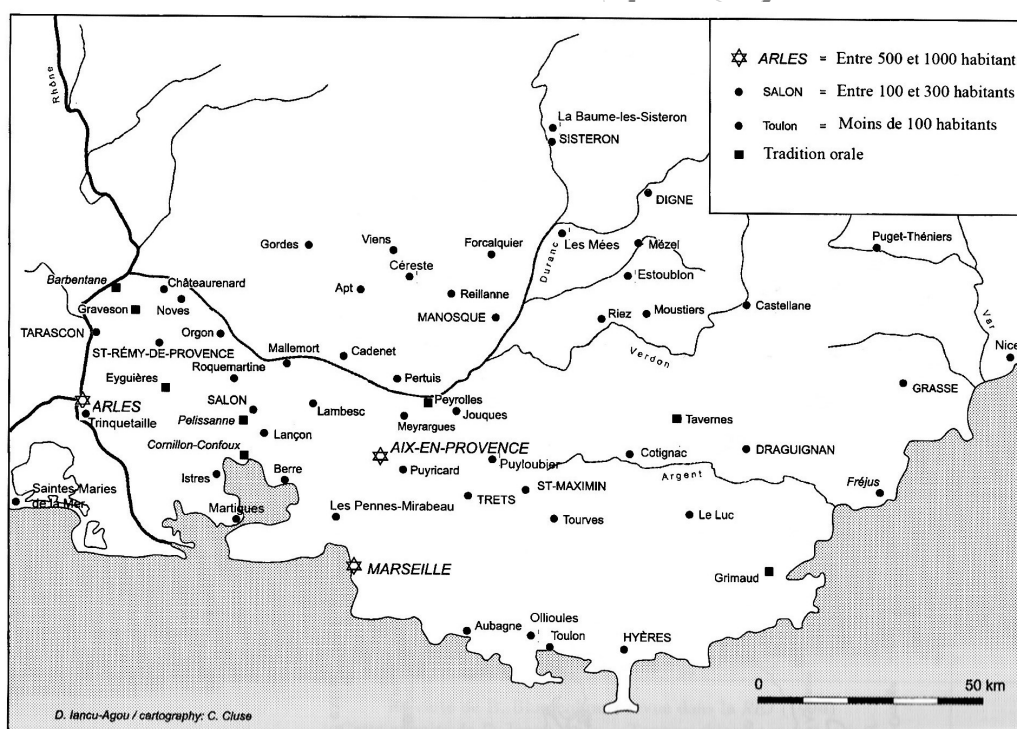 ARLES = Entre 500 et 1000 habitant
SALON = Entre 100 et 300 habitants
Toulon = Moins de 100 habitants
Tradition orale
Rhône
La Baume-les-Sisteron
SISTERON
DIGNE
Gordes
Viens
Forcalquier
Duranc
Les Mées
Mézel
Puget-Théniers
Céreste
Estoublon
Barbentane
Châteaurenard
Apt
Reillanne
Graveson
Noves
MANOSQUE
Riez
Moustiers
Castellane
Var
TARASCON
Orgon
ST-RÉMY-DE-PROVENCE
Mallemort
Cadenet
Verdon
Nice
Roquemartine
Eyguières
Pertuis
GRASSE
ARLES
SALON
Lambesc
Peyrolles
Jouques
Trinquetaille
Pelissanne
Meyrargues
Tavernes
Lançon
Cornillon-Confoux
AIX-EN-PROVENCE
Cotignac
DRAGUIGNAN
Puyricard
Puyloubier
Argent
Istres
Berre
Saintes-Maries
de la Mer
TRETS
ST-MAXIMIN
Fréjus
Martigues
Les Pennes-Mirabeau
Tourves
Le Luc
MARSEILLE
Grimaud
Aubagne
Ollioules
Toulon
HYÈRES
0 50 km
D. Iancu-Agou / cartography: C. Cluse